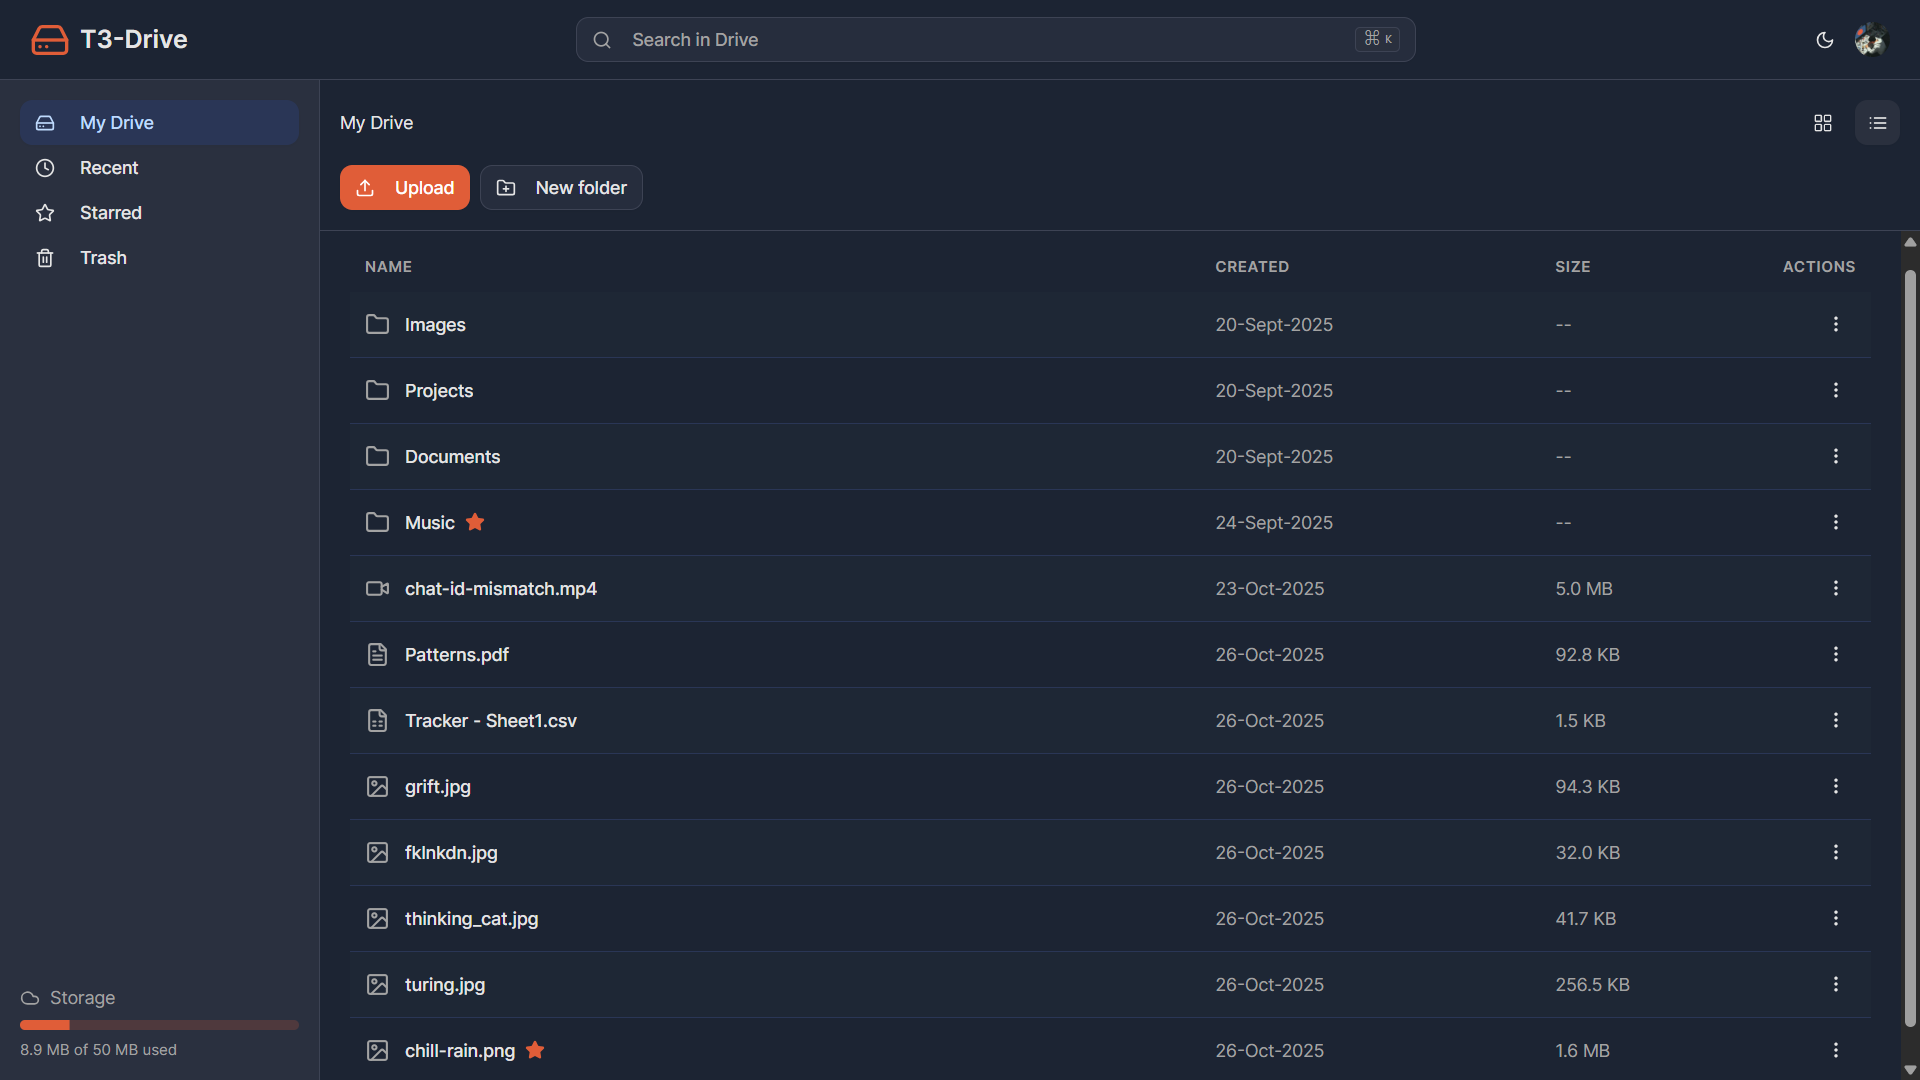 T3-Drive
Search in Drive
⌘ K
My Drive
Recent
Starred
Trash
Storage
8.9 MB of 50 MB used
My Drive
Upload
New folder
NAME CREATED SIZE ACTIONS
Images 20-Sept-2025 --
Projects 20-Sept-2025 --
Documents 20-Sept-2025 --
Music 24-Sept-2025 --
chat-id-mismatch.mp4 23-Oct-2025 5.0 MB
Patterns.pdf 26-Oct-2025 92.8 KB
Tracker - Sheet1.csv 26-Oct-2025 1.5 KB
grift.jpg 26-Oct-2025 94.3 KB
fklnkdn.jpg 26-Oct-2025 32.0 KB
thinking_cat.jpg 26-Oct-2025 41.7 KB
turing.jpg 26-Oct-2025 256.5 KB
chill-rain.png 26-Oct-2025 1.6 MB